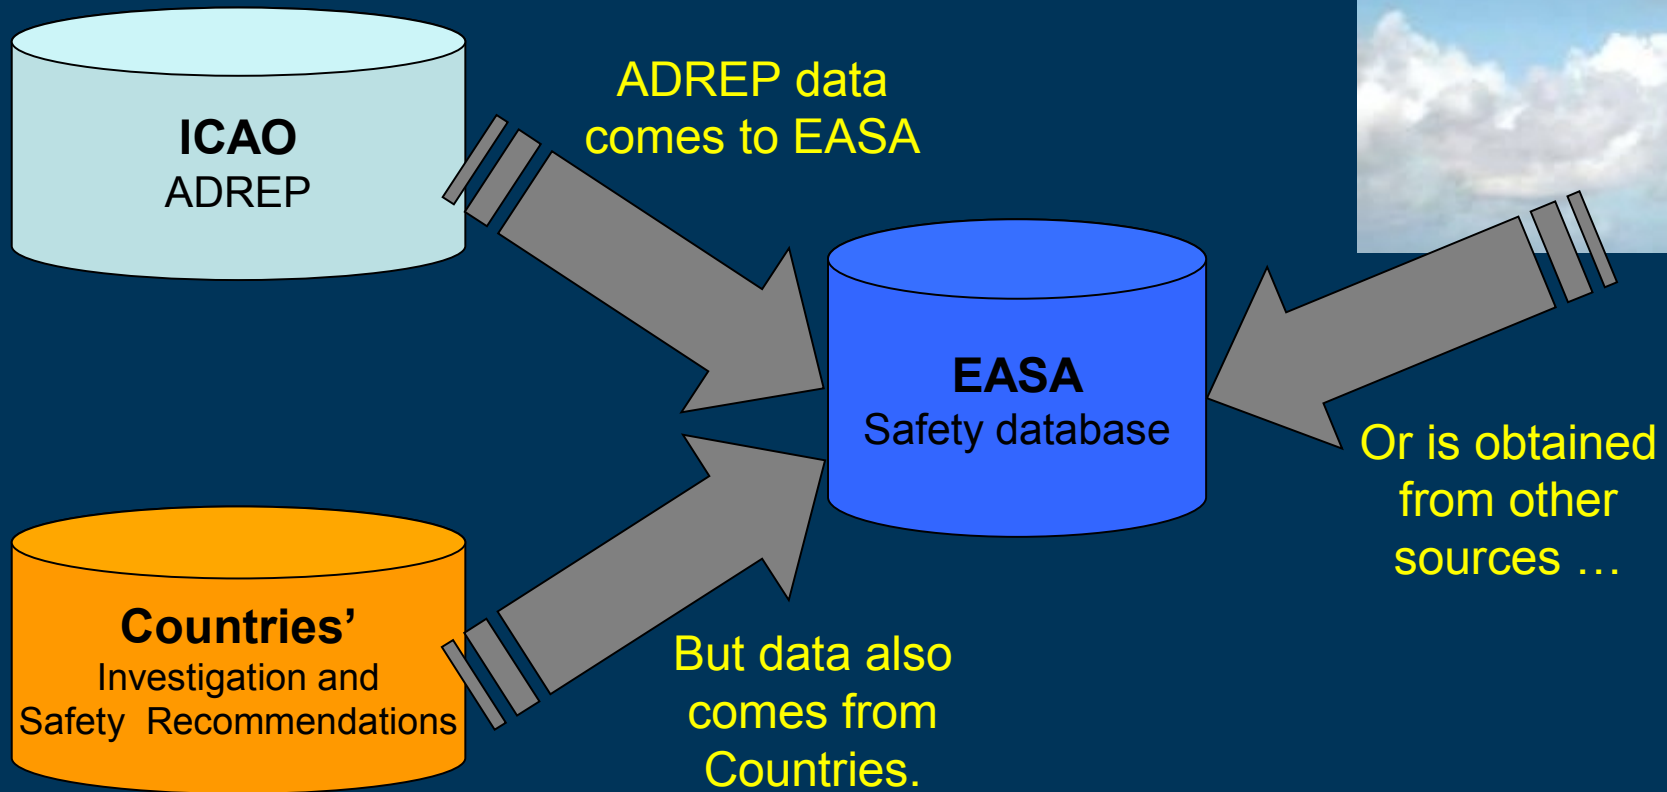 ICAO
ADREP
ADREP data
comes to EASA
EASA
Safety database
Or is obtained
from other
sources …
Countries’
Investigation and
Safety  Recommendations
But data also
comes from
Countries.